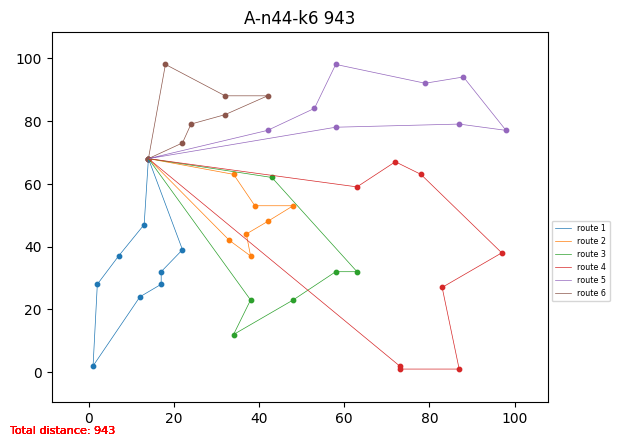 A-n44-k6 943
100
80
60
40
20
0
0 20 40 60 80 100
route 1
route 2
route 3
route 4
route 5
route 6
Total distance: 943